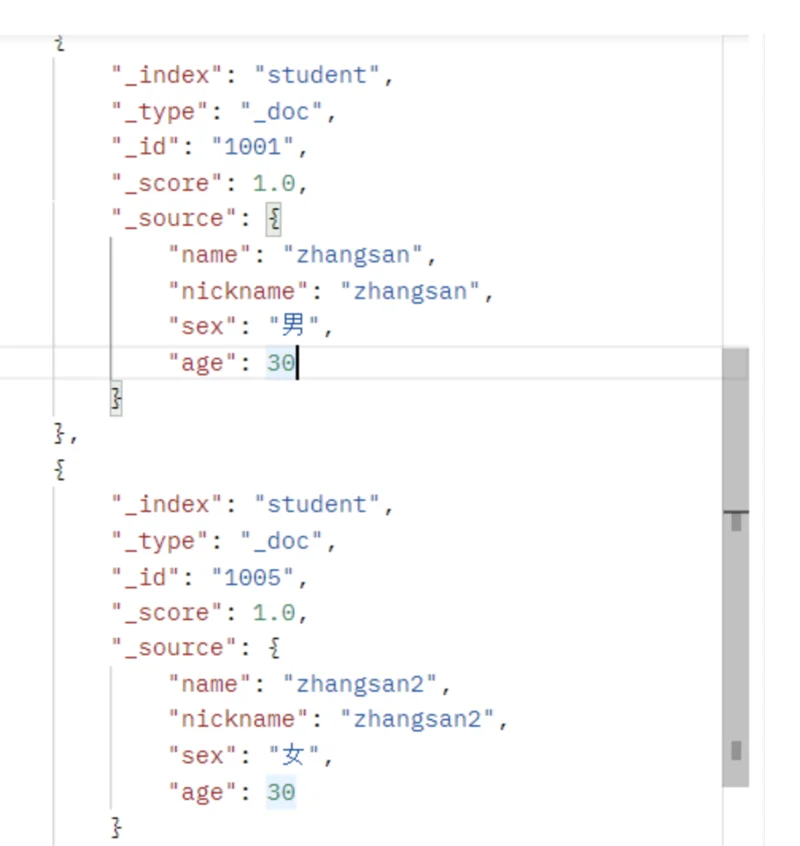 {
"_index": "student",
"_type": "_doc",
"_id": "1001",
"_score": 1.0,
"_source": {
"name": "zhangsan",
"nickname": "zhangsan",
"sex": "男",
"age": 30
}
},
{
"_index": "student",
"_type": "_doc",
"_id": "1005",
"_score": 1.0,
"_source": {
"name": "zhangsan2",
"nickname": "zhangsan2",
"sex": "女",
"age": 30
}